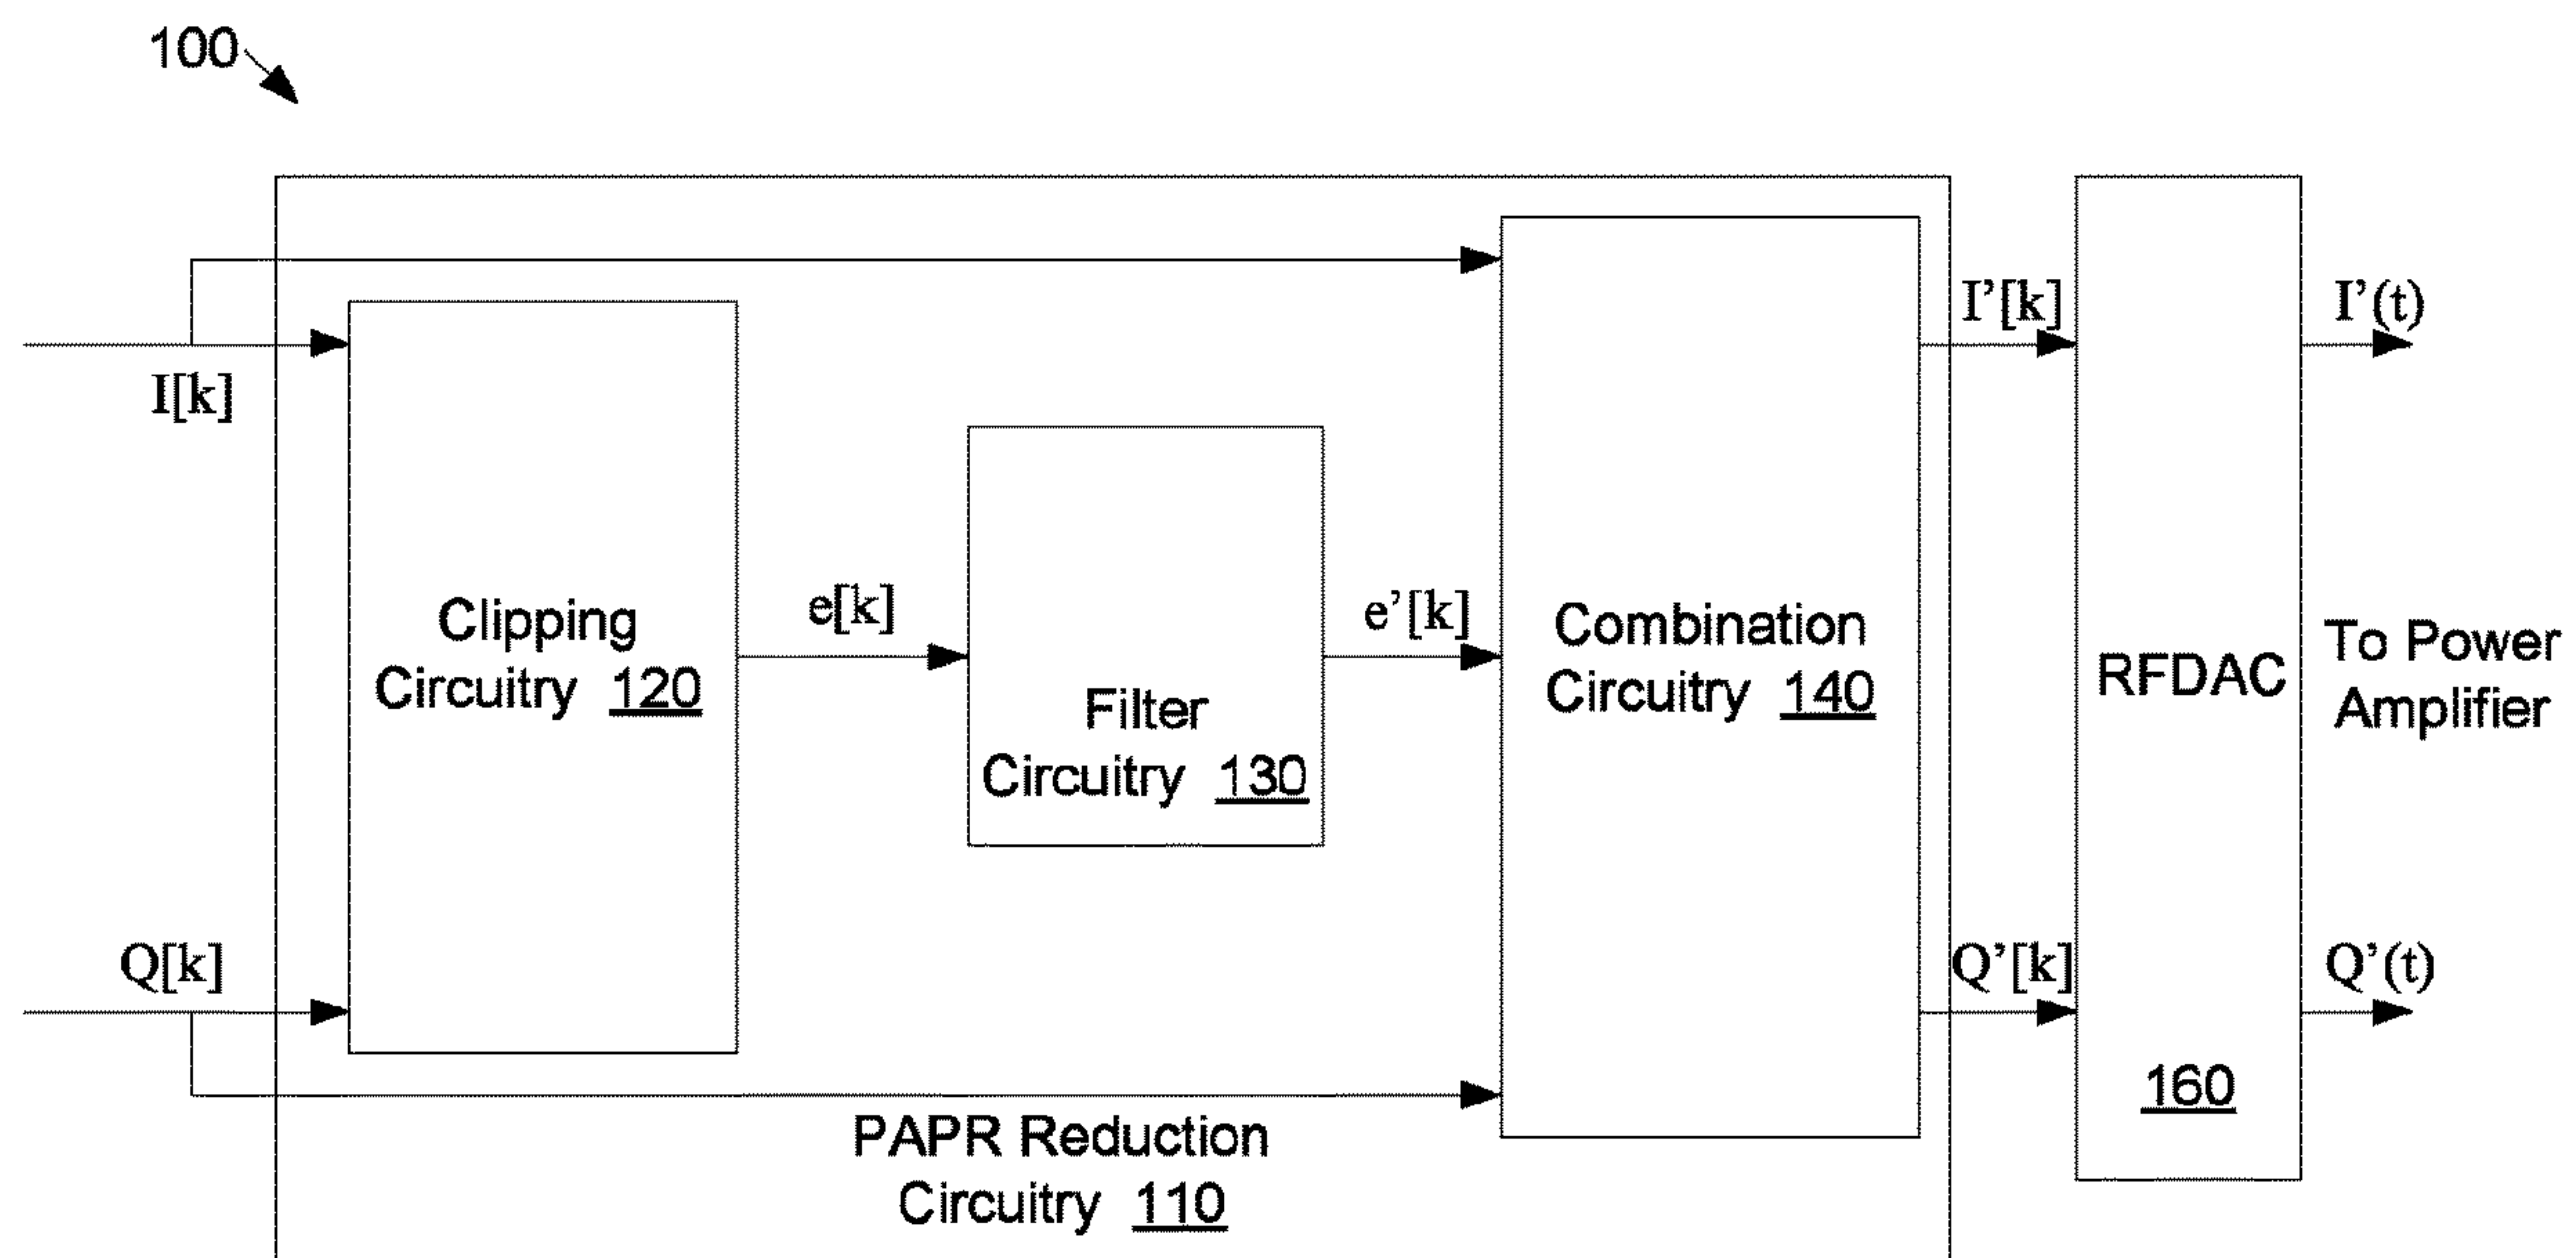 100
I[k]
Q[k]
Clipping
Circuitry 120
e[k]
Filter
Circuitry 130
e’[k]
Combination
Circuitry 140
PAPR Reduction
Circuitry 110
I’[k]
Q’[k]
RFDAC
160
I’(t)
To Power
Amplifier
Q’(t)